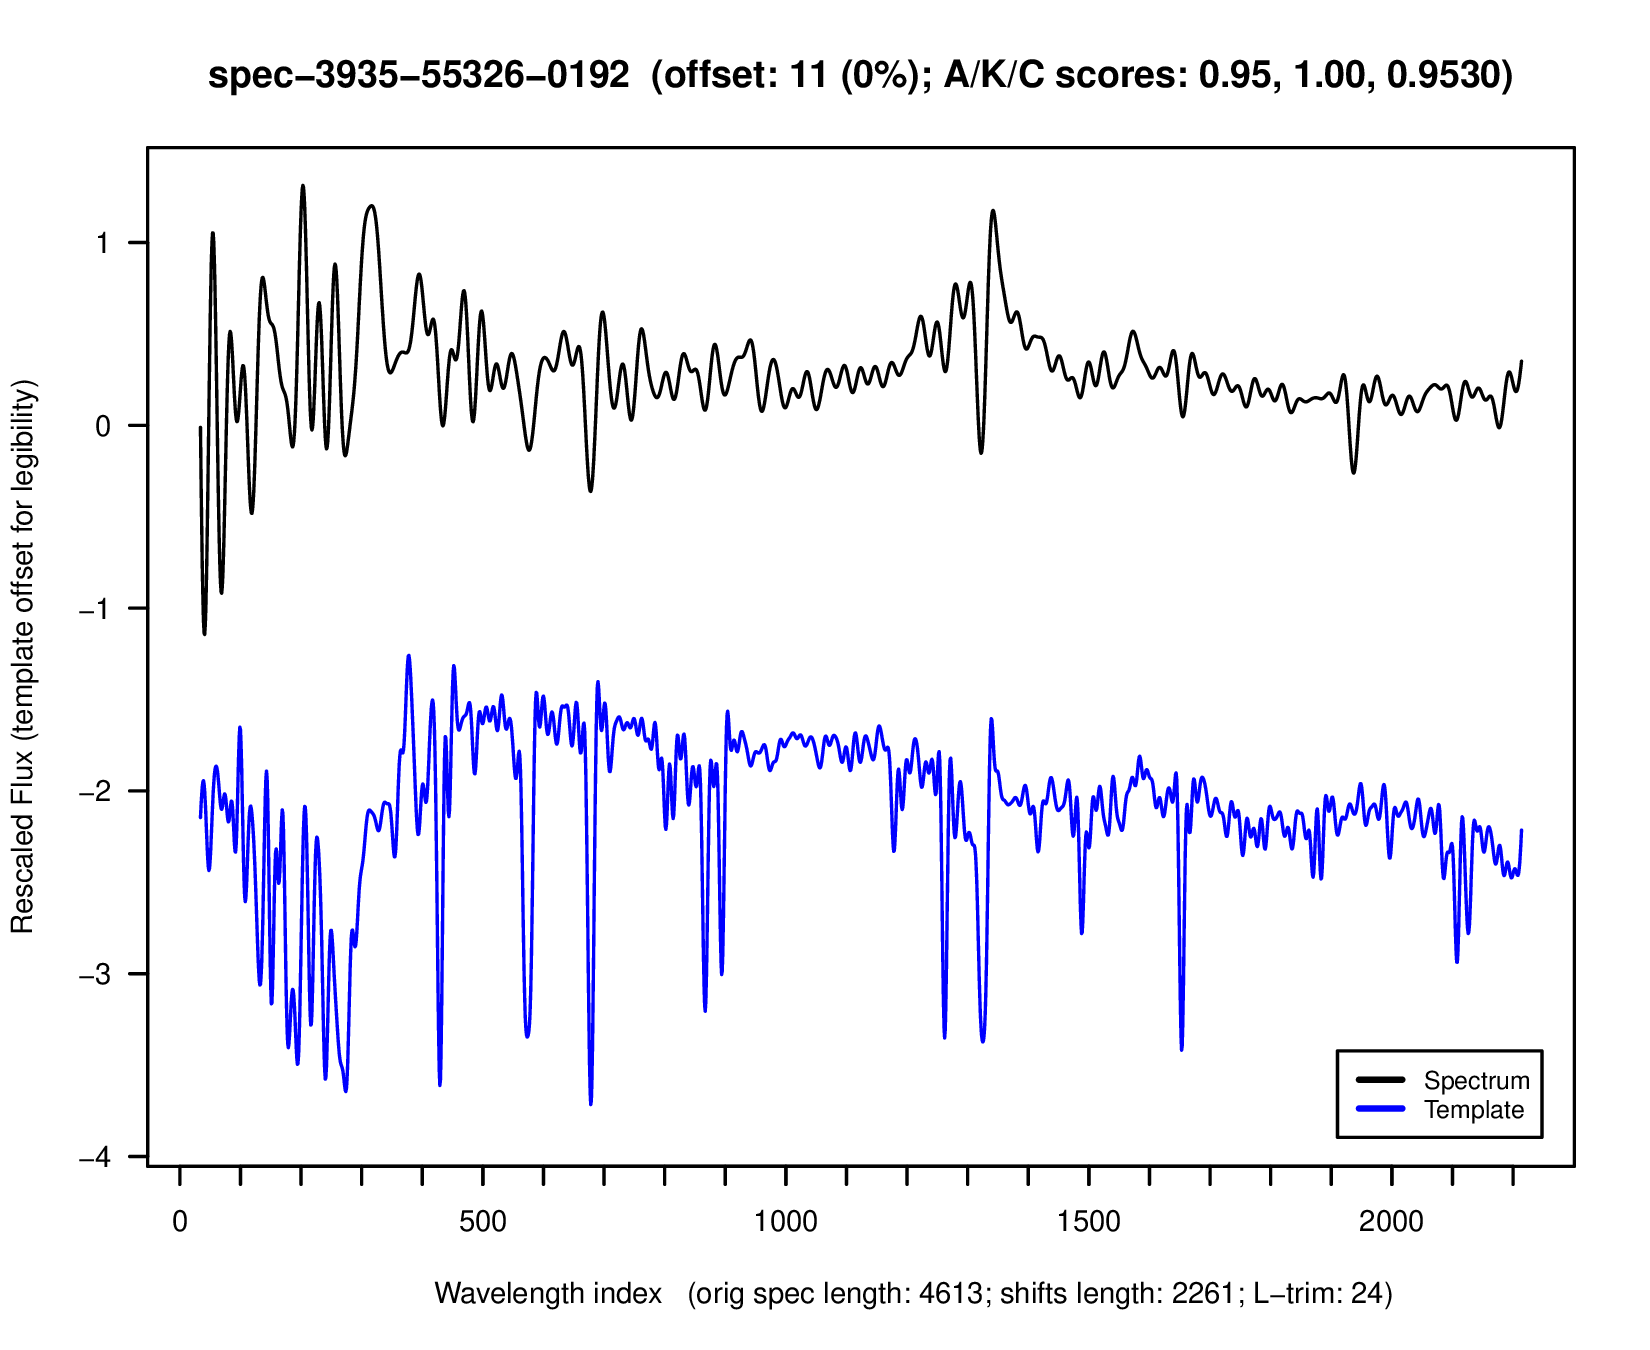 spec−3935−55326−0192 (offset: 11 (0%); A/K/C scores: 0.95, 1.00, 0.9530)
Rescaled Flux (template offset for legibility)
1
0
−1
−2
−3
−4
Spectrum
Template
0 500 1000 1500 2000
Wavelength index (orig spec length: 4613; shifts length: 2261; L−trim: 24)